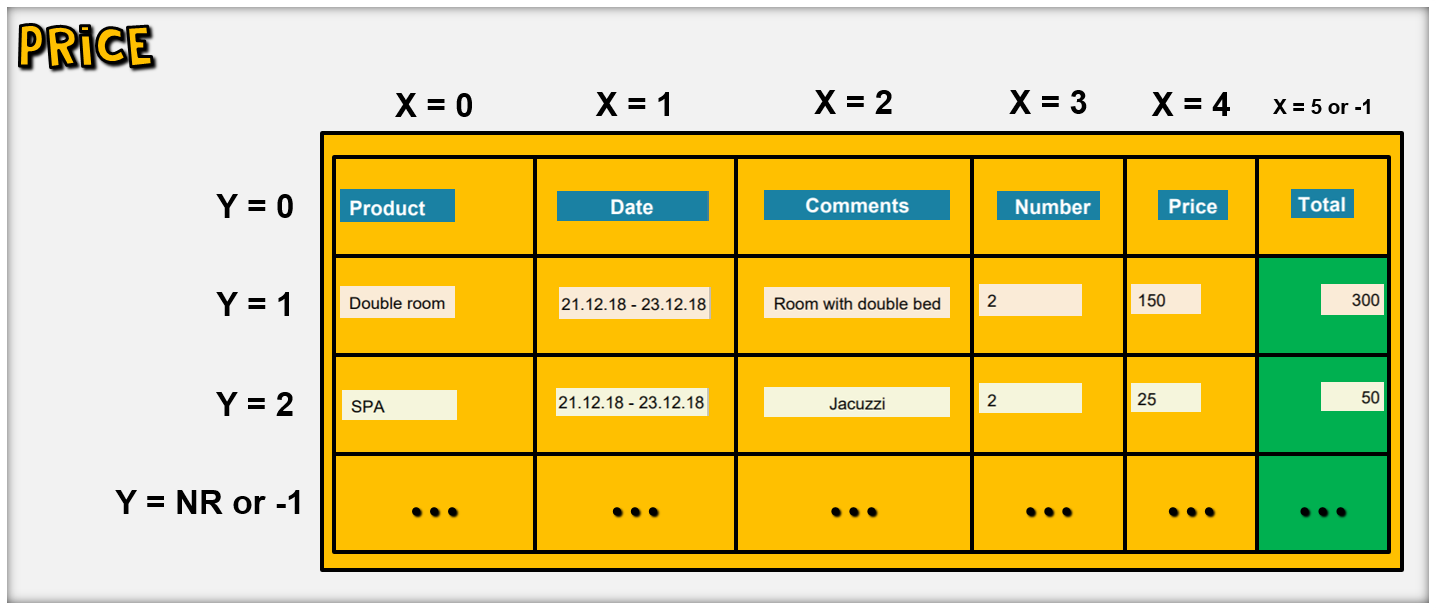 PRiCE
X = 0 X = 1 X = 2 X = 3 X = 4 X = 5 or -1
Y = 0 Product Date Comments Number Price Total
Y = 1 Double room 21.12.18 - 23.12.18 Room with double bed 2 150 300
Y = 2 SPA 21.12.18 - 23.12.18 Jacuzzi 2 25 50
Y = NR or -1 ... ... ... ... ... ...